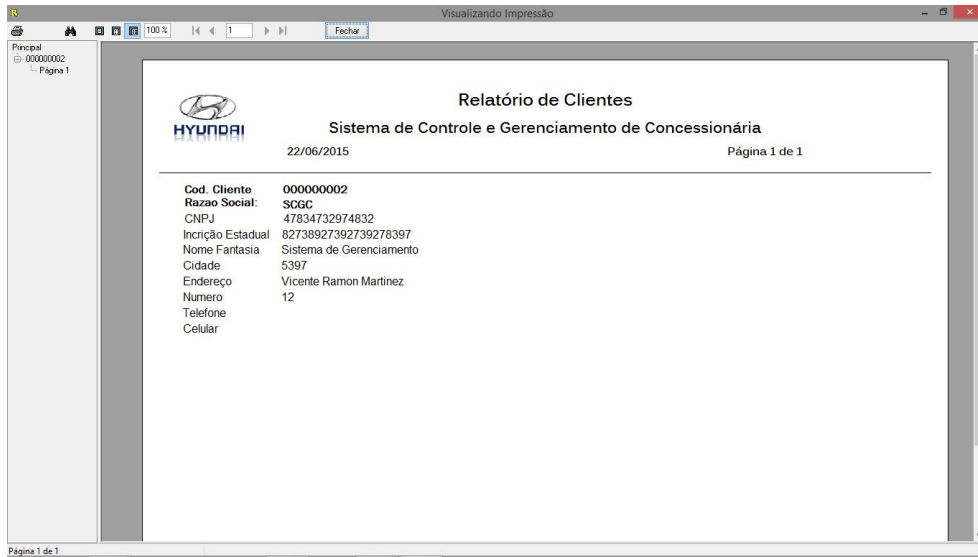 Visualizando Impressão
100 %
1
Fechar
Principal
000000002
Página 1
HYUNDAI
Relatório de Clientes
Sistema de Controle e Gerenciamento de Concessionária
22/06/2015 Página 1 de 1
Cod. Cliente 000000002
Razao Social: SCGC
CNPJ 47834732974832
Incrição Estadual 82738927392739278397
Nome Fantasia Sistema de Gerenciamento
Cidade 5397
Endereço Vicente Ramon Martinez
Numero 12
Telefone
Celular
Página 1 de 1